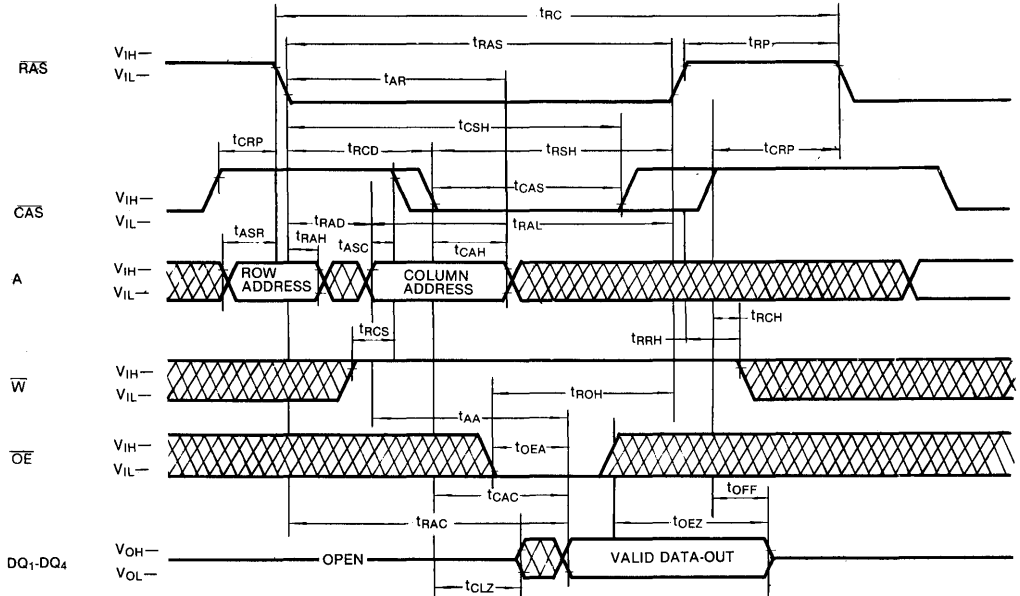 tRC
tRAS
tRP
tAR
RAS
VIH—
VIL—
tCSH
tCRP
tRCD
tRSH
tCRP
tCAS
CAS
VIH—
VIL—
tRAD
tRAL
tASR
tRAH
tASC
tCAH
A
VIH—
VIL—
ROW
ADDRESS
COLUMN
ADDRESS
tRCS
tRCH
tRRH
W
VIH—
VIL—
tROH
tAA
OE
VIH—
VIL—
tOEA
tCAC
tOFF
tRAC
tOEZ
DQ1-DQ4
VOH—
VOL—
OPEN
VALID DATA-OUT
tCLZ